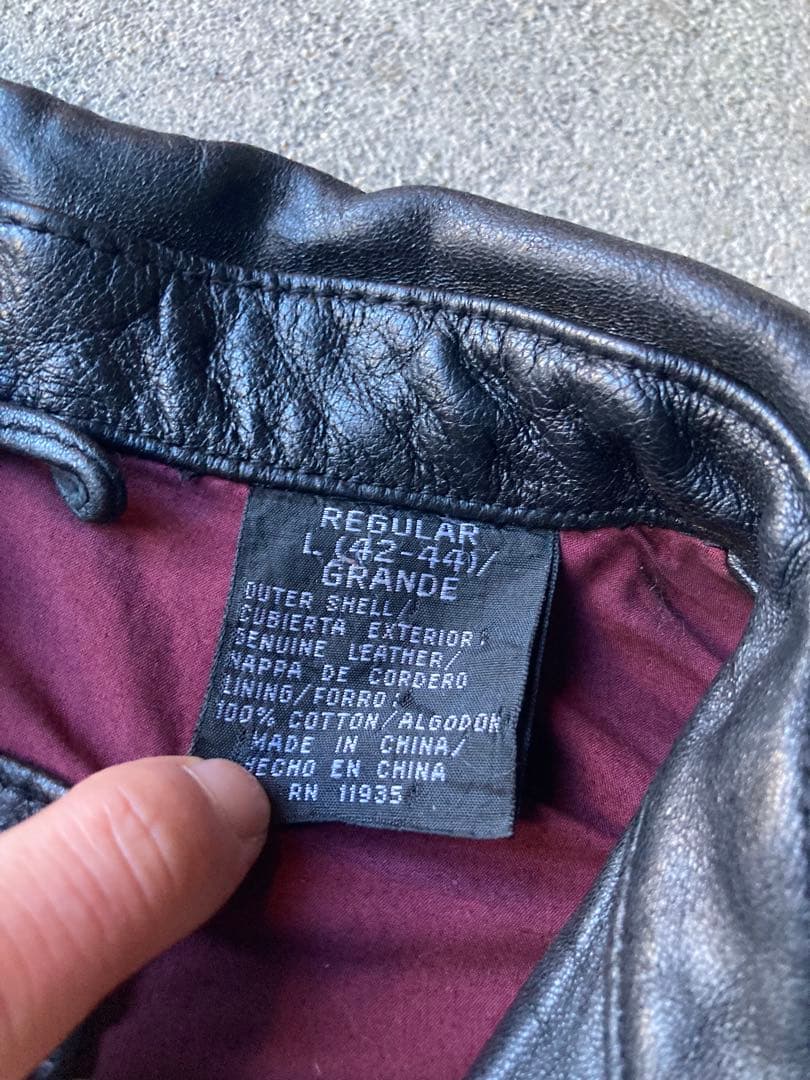 REGULAR
L (42-44)/
GRANDE
OUTER SHELL/
CUBIERTA EXTERIOR:
GENUINE LEATHER/
NAPRA DE CORDERO
LINING/FORRO:
100% COTTON/ALGODON
MADE IN CHINA/
HECHO EN CHINA
RN 11935